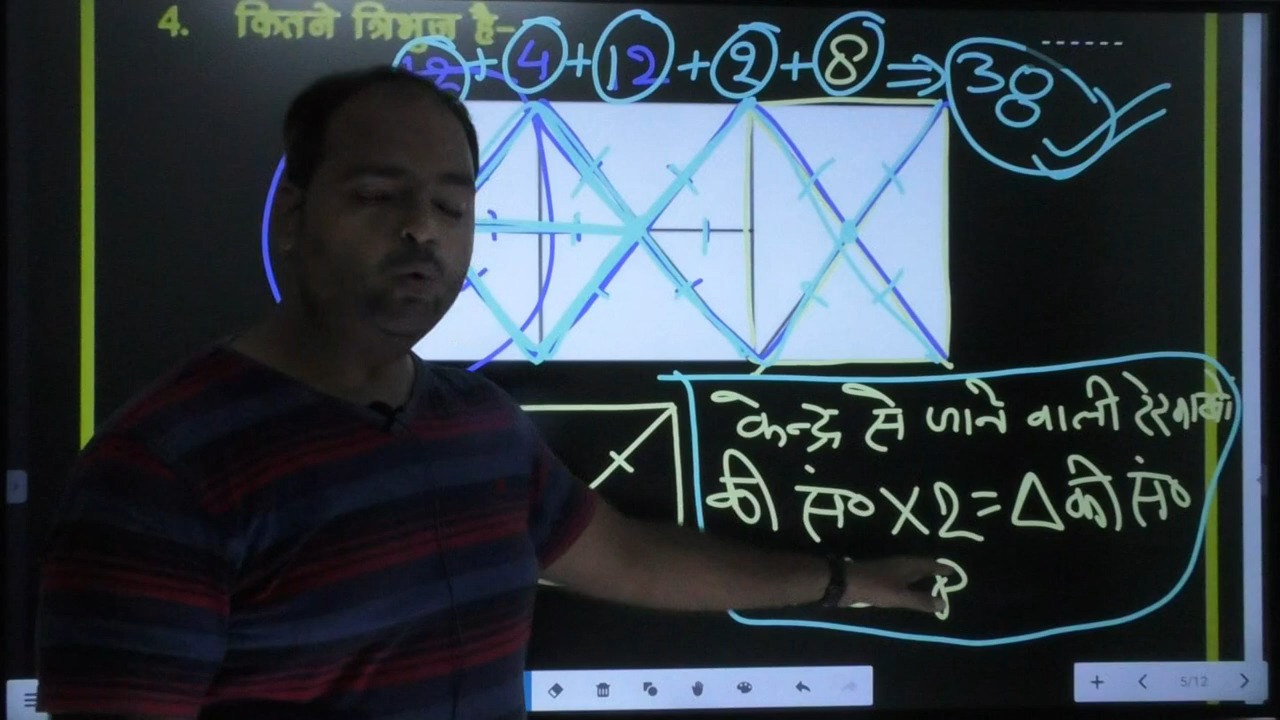 4. कितने त्रिभुज है-
+ 4 + 12 + 2 + 8 ⇒ 38
केन्द्र से जाने वाली रेखाओं
की सं० × 2 = Δ की सं०
5/12